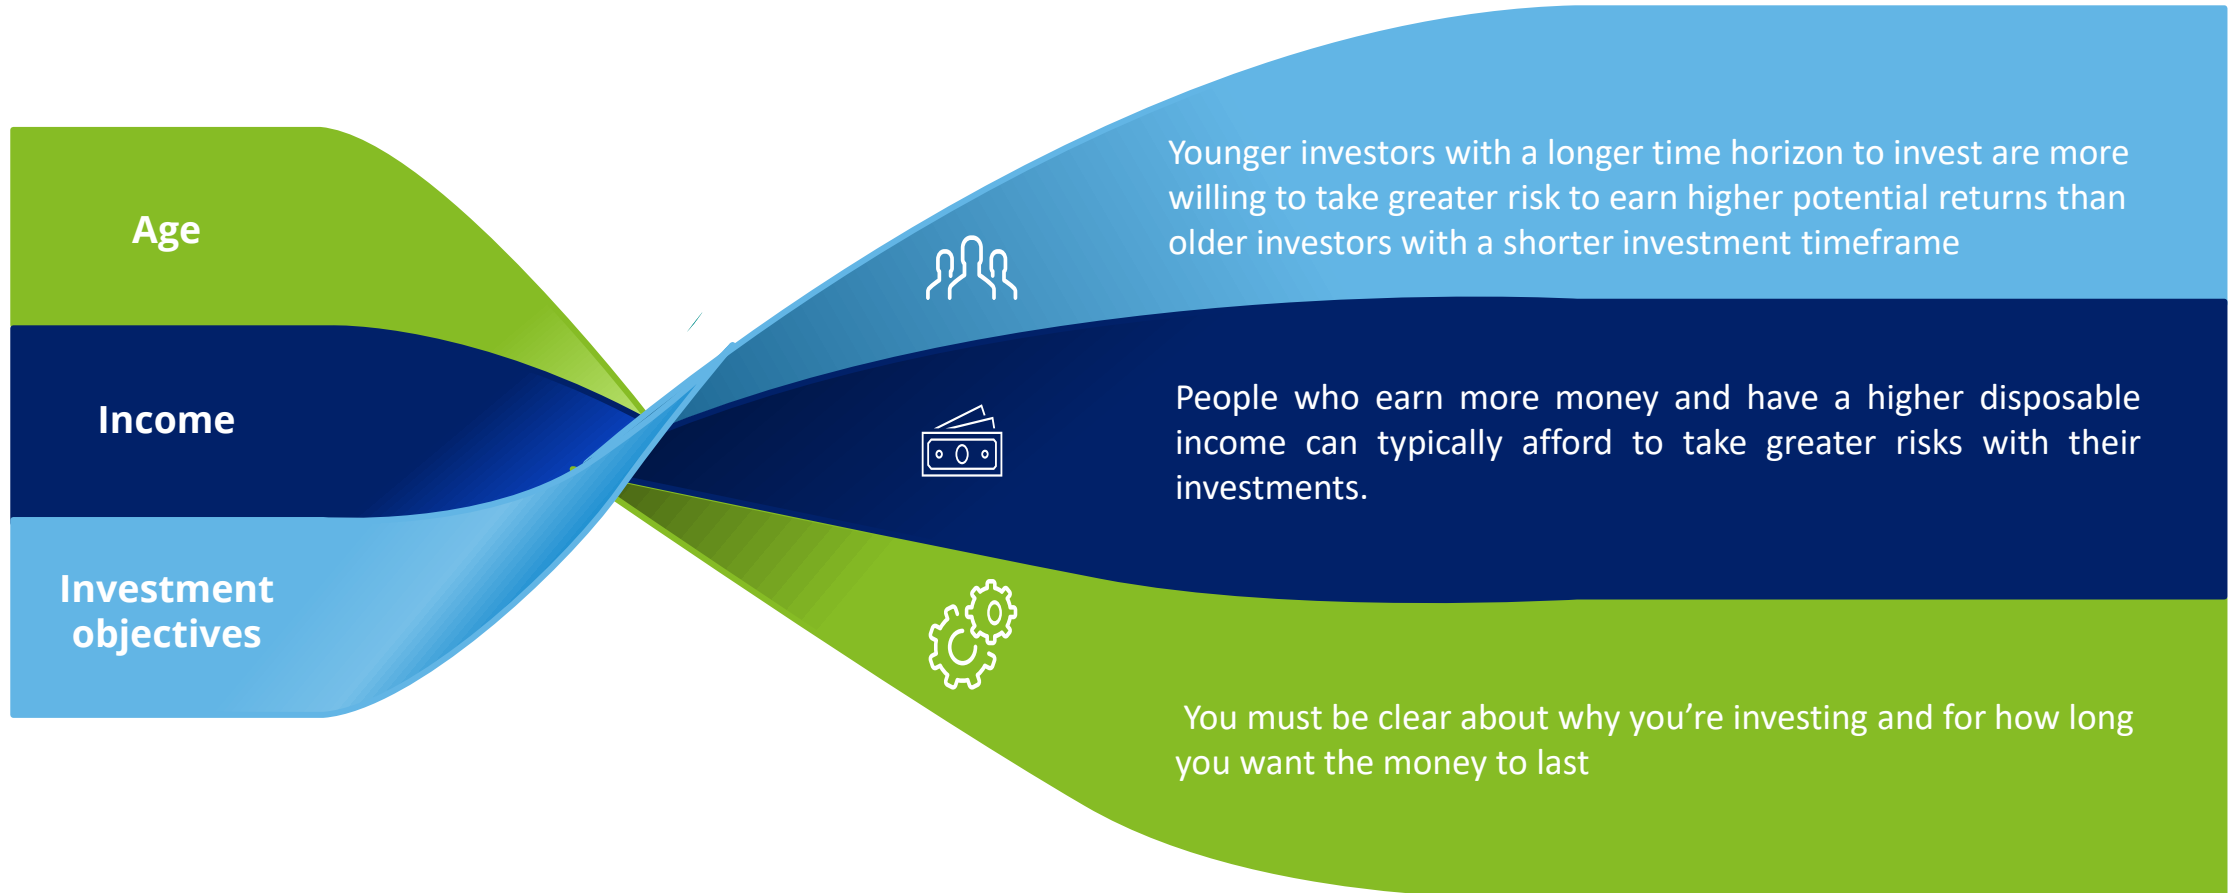 Age
Income
Investment
objectives
Younger investors with a longer time horizon to invest are more
willing to take greater risk to earn higher potential returns than
older investors with a shorter investment timeframe
People who earn more money and have a higher disposable
income can typically afford to take greater risks with their
investments.
You must be clear about why you’re investing and for how long
you want the money to last